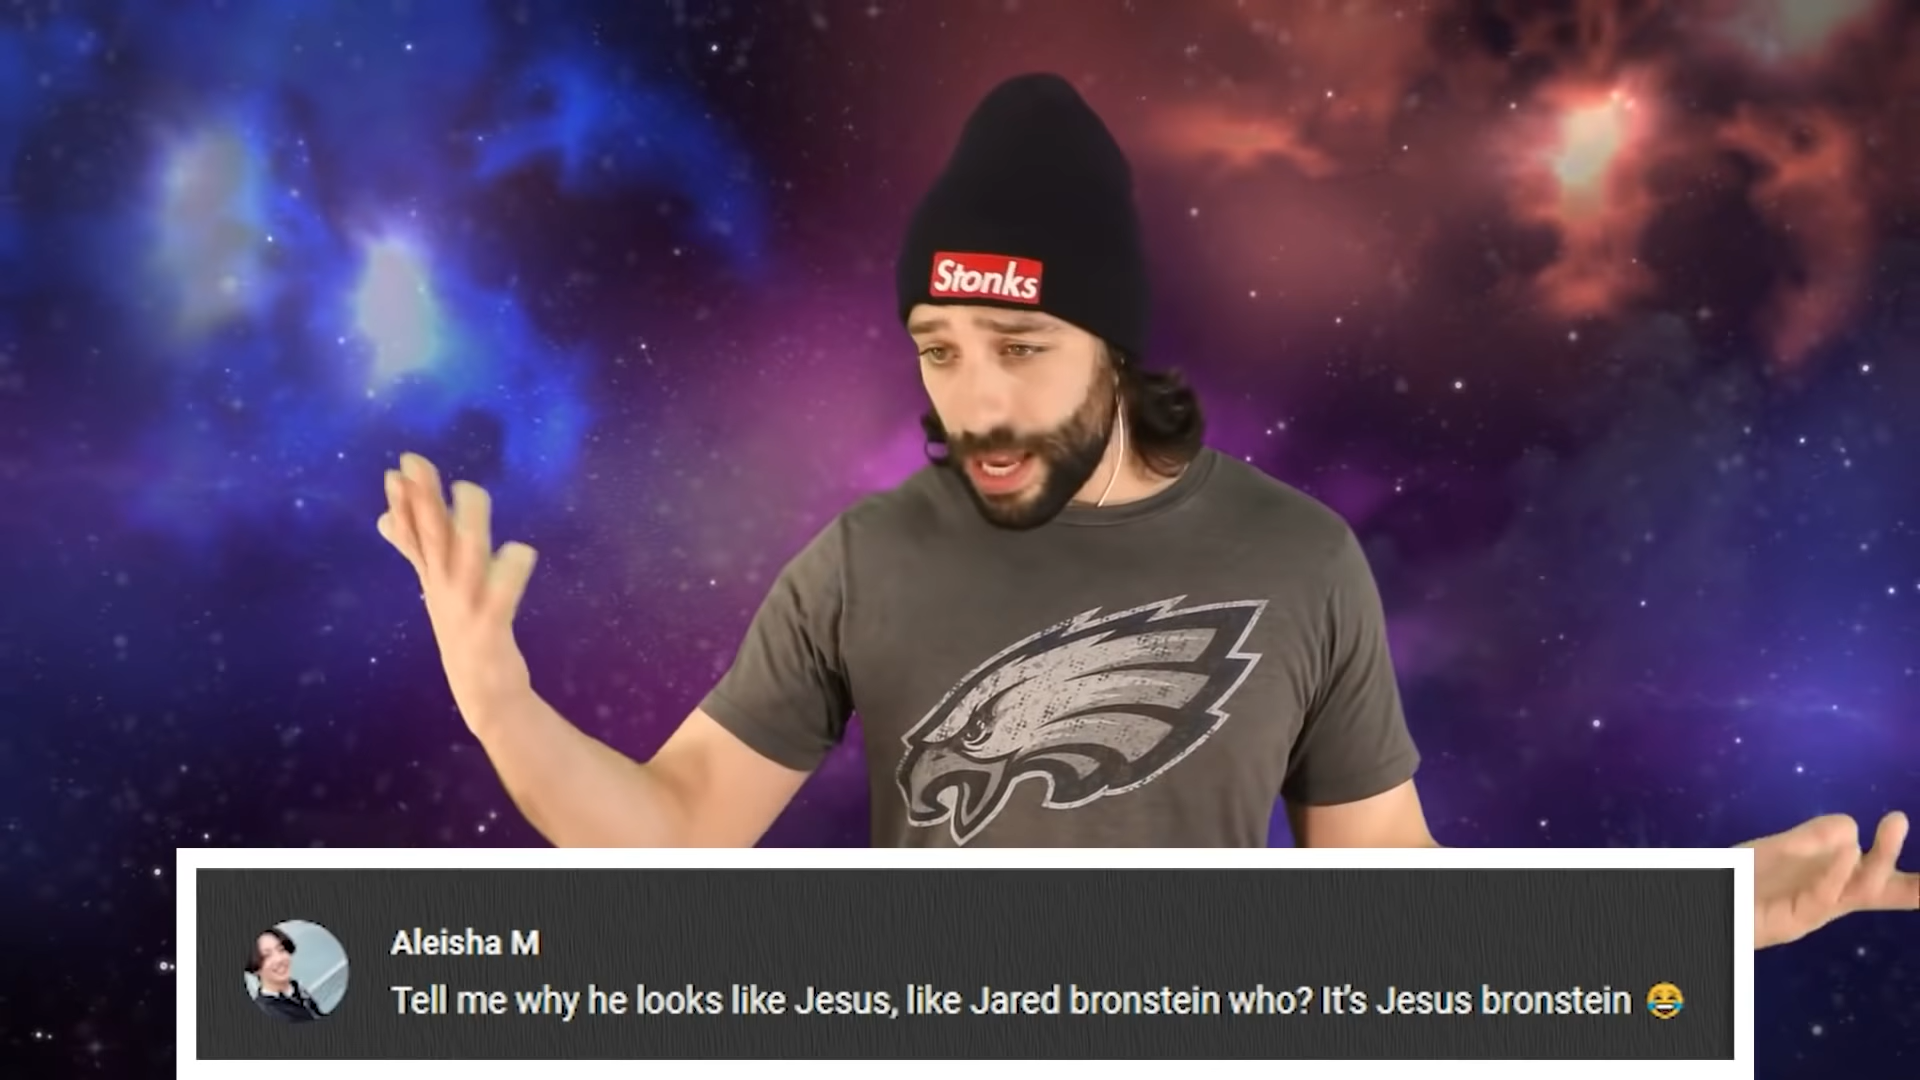 Stonks
Aleisha M
Tell me why he looks like Jesus, like Jared bronstein who? It's Jesus bronstein 😂